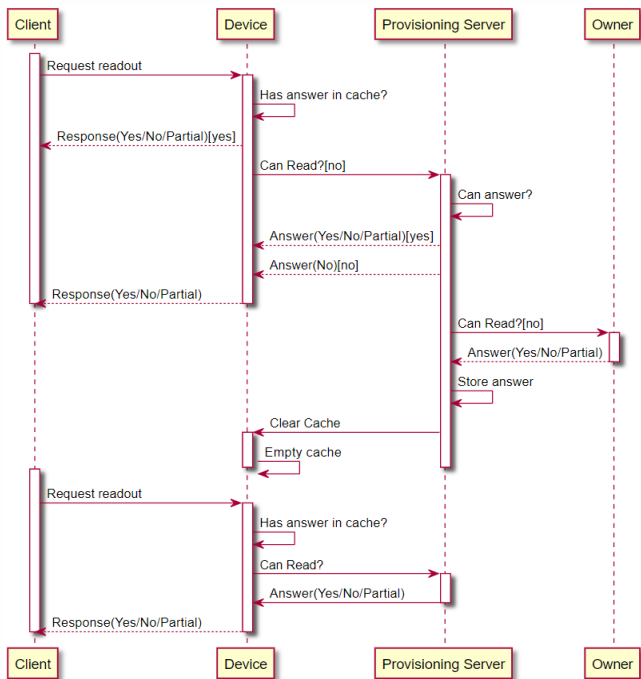 Client
Device
Provisioning Server
Owner
Request readout
Has answer in cache?
Response(Yes/No/Partial)[yes]
Can Read?[no]
Can answer?
Answer(Yes/No/Partial)[yes]
Answer(No)[no]
Response(Yes/No/Partial)
Can Read?[no]
Answer(Yes/No/Partial)
Store answer
Clear Cache
Empty cache
Request readout
Has answer in cache?
Can Read?
Answer(Yes/No/Partial)
Response(Yes/No/Partial)
Client
Device
Provisioning Server
Owner